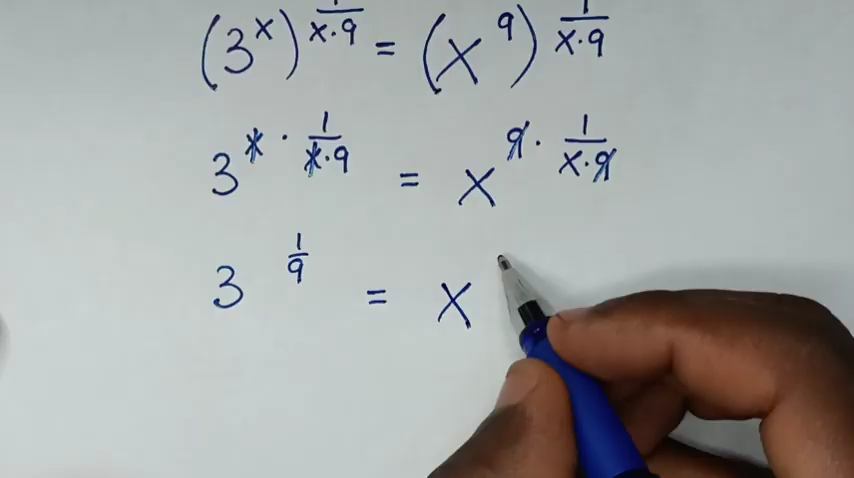 (3^x)^(1/(x·9)) = (x^9)^(1/(x·9))
3^(x · 1/(x·9)) = x^(9 · 1/(x·9))
3^(1/9) = x